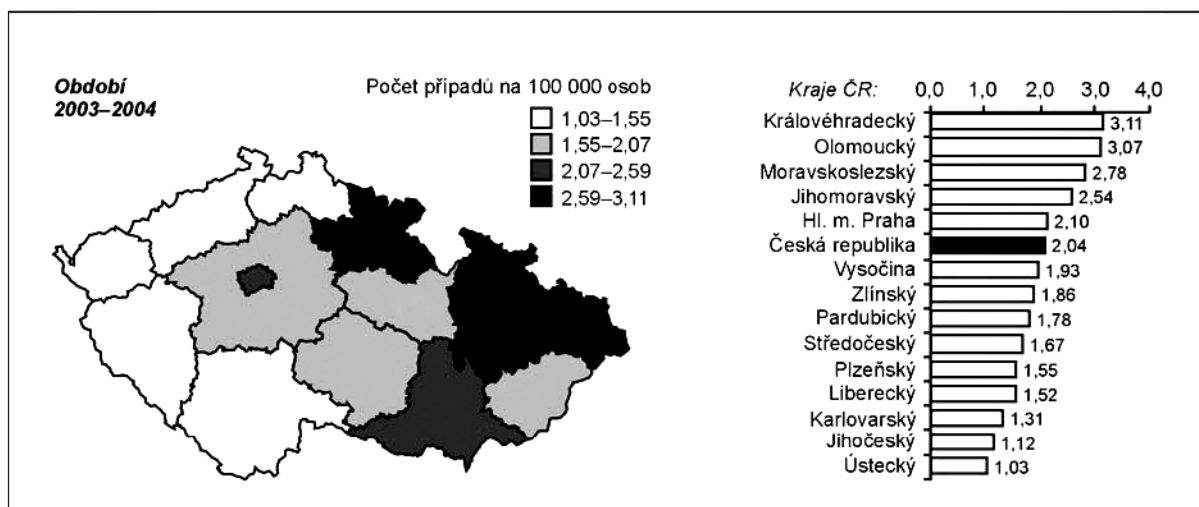 Období
2003–2004
Počet případů na 100 000 osob
1,03–1,55
1,55–2,07
2,07–2,59
2,59–3,11
Kraje ČR: 0,0 1,0 2,0 3,0 4,0
Královéhradecký 3,11
Olomoucký 3,07
Moravskoslezský 2,78
Jihomoravský 2,54
Hl. m. Praha 2,10
Česká republika 2,04
Vysočina 1,93
Zlínský 1,86
Pardubický 1,78
Středočeský 1,67
Plzeňský 1,55
Liberecký 1,52
Karlovarský 1,31
Jihočeský 1,12
Ústecký 1,03